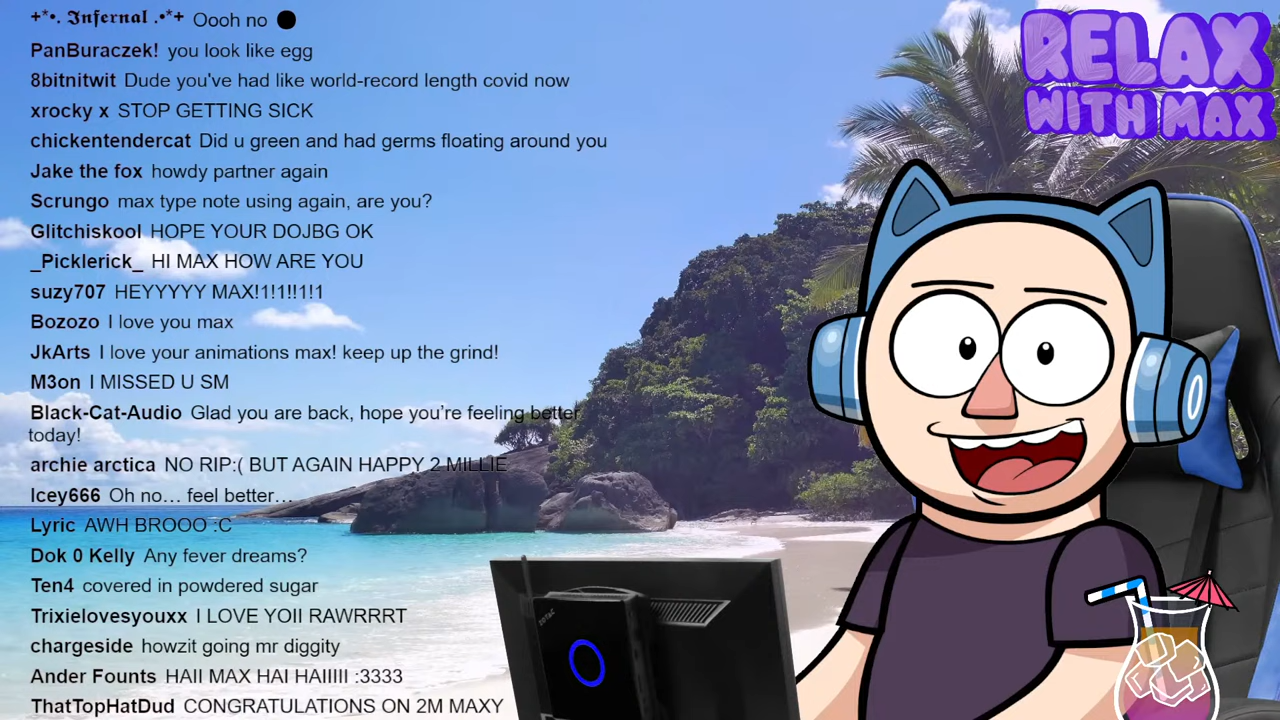 +*•. 𝕴𝖓𝖋𝖊𝖗𝖓𝖆𝖑 .•*+ Oooh no
PanBuraczek! you look like egg
8bitnitwit Dude you've had like world-record length covid now
xrocky x STOP GETTING SICK
chickentendercat Did u green and had germs floating around you
Jake the fox howdy partner again
Scrungo max type note using again, are you?
Glitchiskool HOPE YOUR DOJBG OK
_Picklerick_ HI MAX HOW ARE YOU
suzy707 HEYYYYY MAX!1!1!!1!1
Bozozo I love you max
JkArts I love your animations max! keep up the grind!
M3on I MISSED U SM
Black-Cat-Audio Glad you are back, hope you’re feeling better
today!
archie arctica NO RIP:( BUT AGAIN HAPPY 2 MILLIE
Icey666 Oh no… feel better…
Lyric AWH BROOO :C
Dok 0 Kelly Any fever dreams?
Ten4 covered in powdered sugar
Trixielovesyouxx I LOVE YOII RAWRRRT
chargeside howzit going mr diggity
Ander Founts HAII MAX HAI HAIIIII :3333
ThatTopHatDud CONGRATULATIONS ON 2M MAXY
RELAX
WITH MAX
ZOTAC